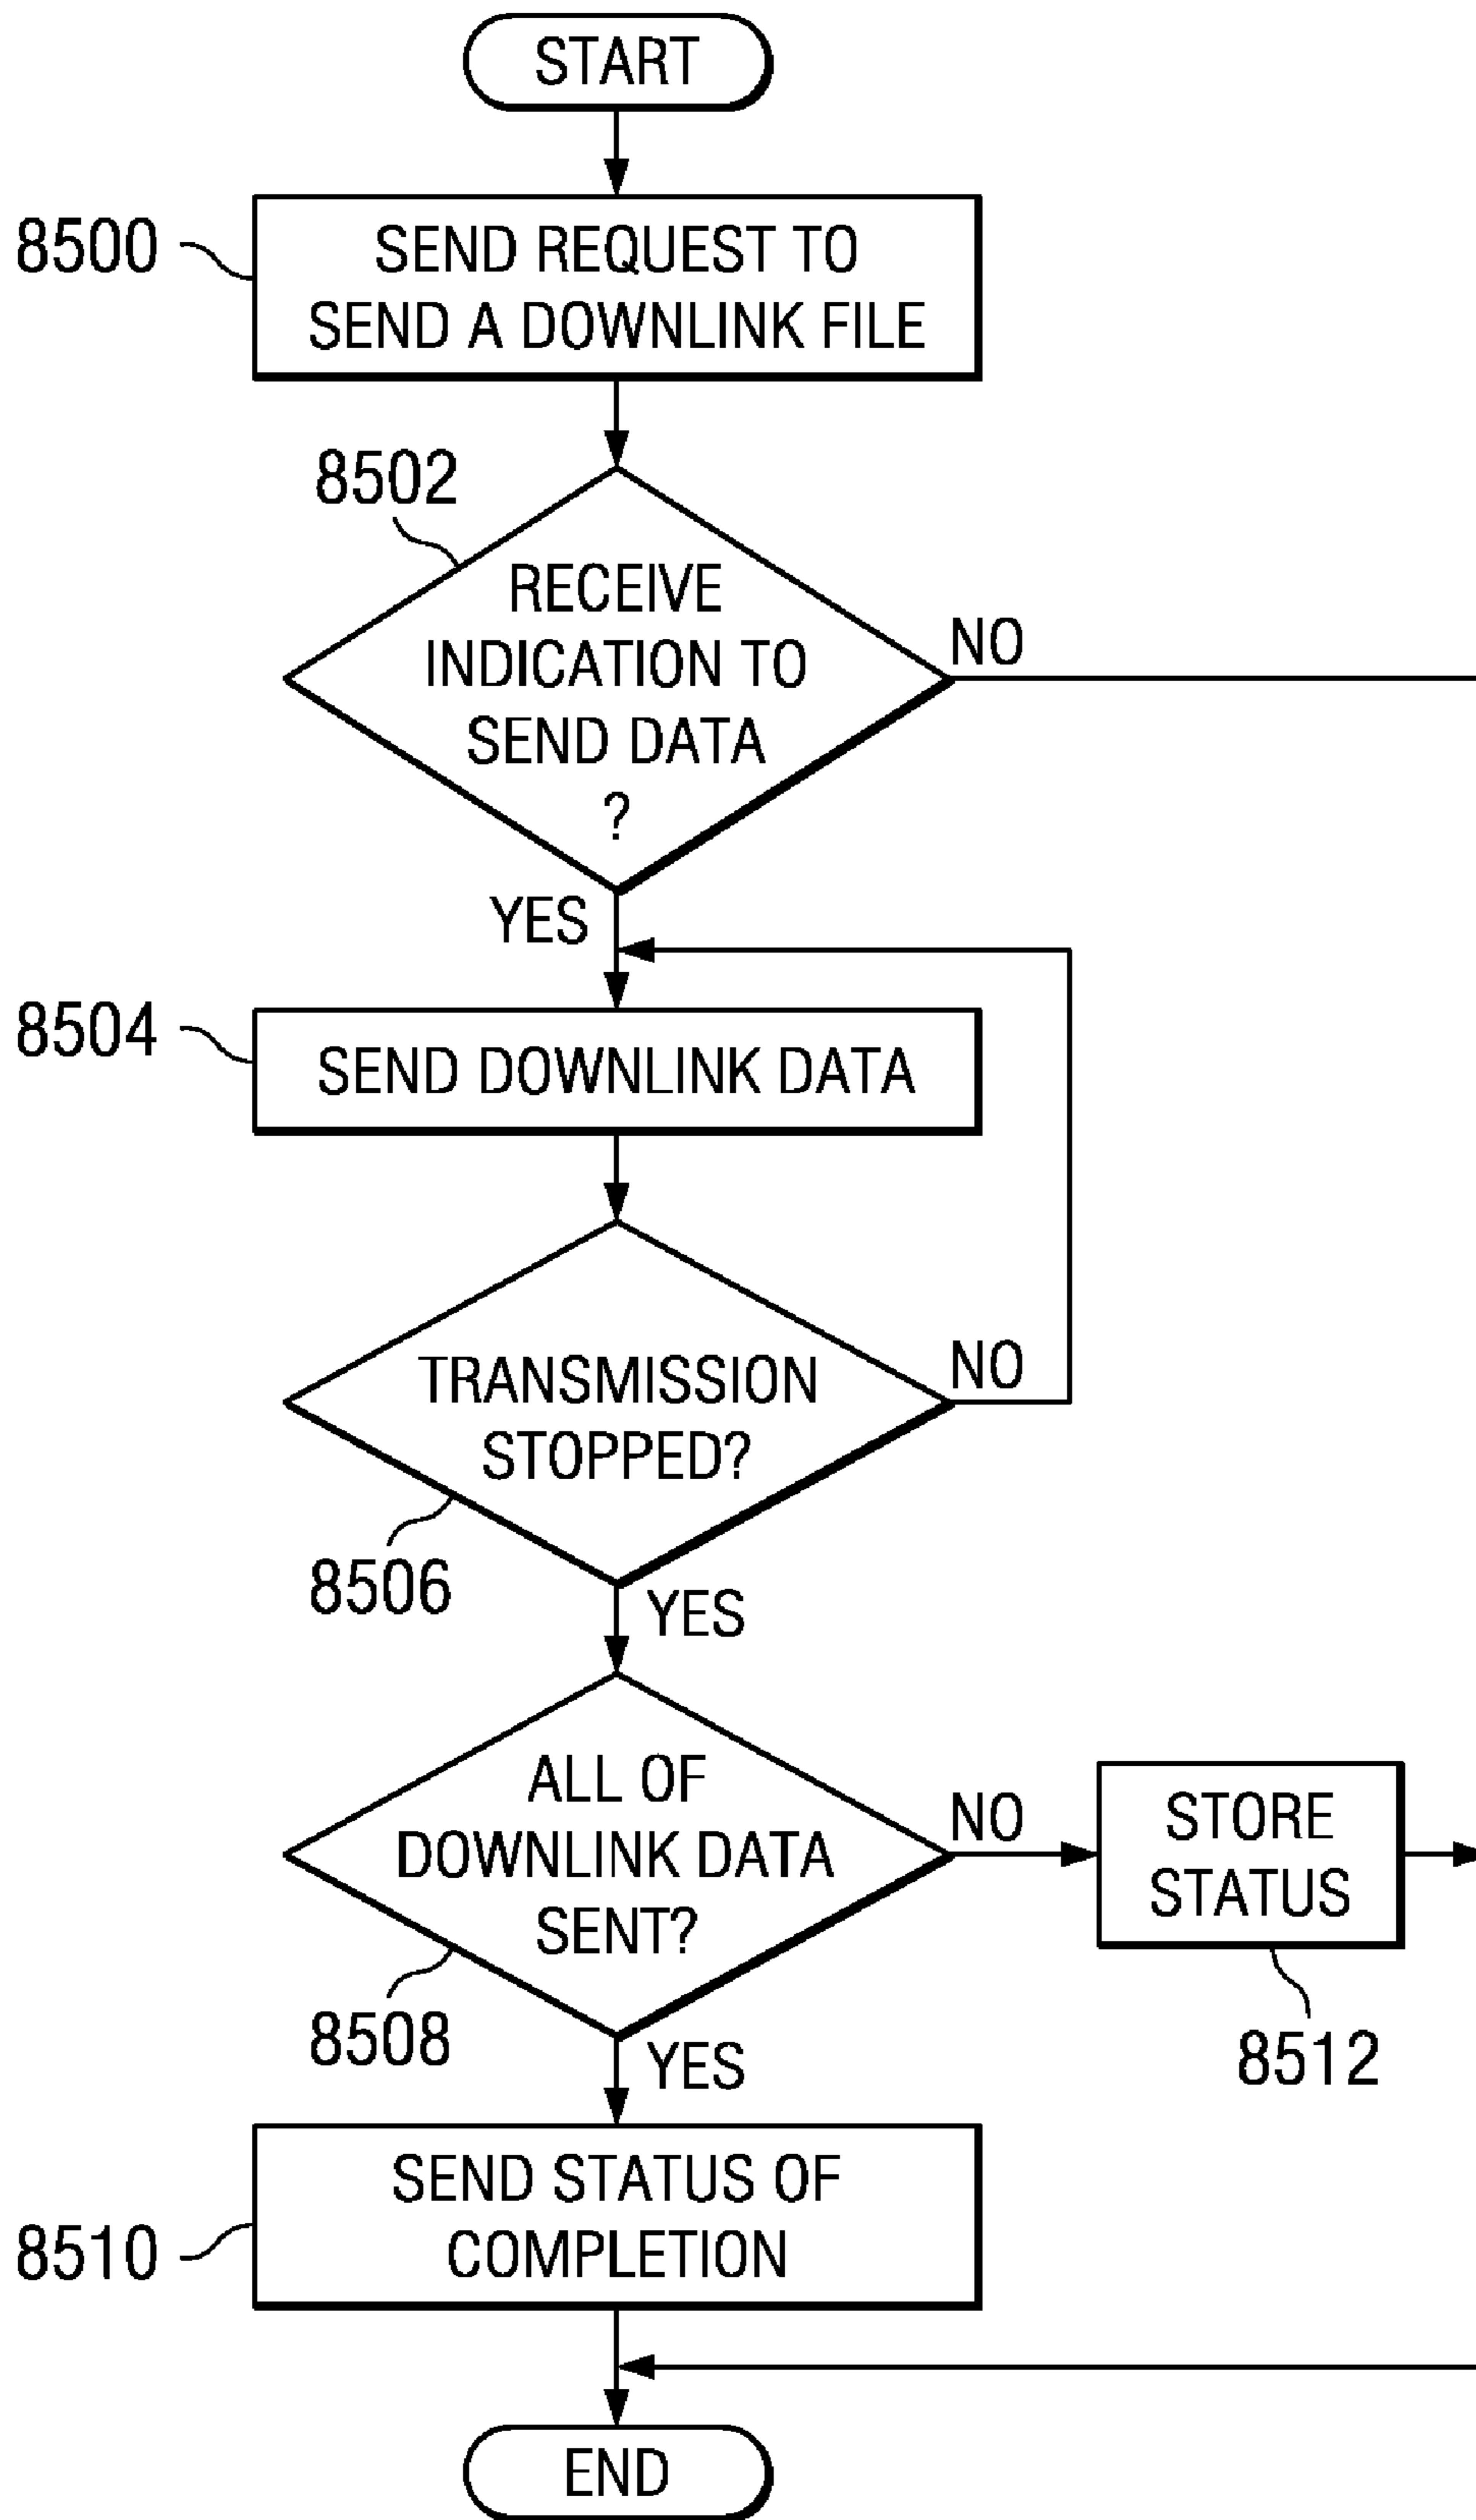 START
8500
SEND REQUEST TO
SEND A DOWNLINK FILE
8502
RECEIVE
INDICATION TO
SEND DATA
?
NO
YES
8504
SEND DOWNLINK DATA
TRANSMISSION
STOPPED?
NO
8506
YES
ALL OF
DOWNLINK DATA
SENT?
NO
STORE
STATUS
8508
YES
8512
SEND STATUS OF
COMPLETION
8510
END